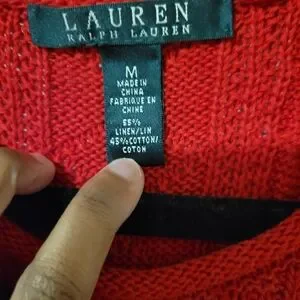 LAUREN
RALPH LAUREN
M
MADE IN
CHINA
FABRIQUE EN
CHINE
55%
LINEN/LIN
45%COTTON/
COTON